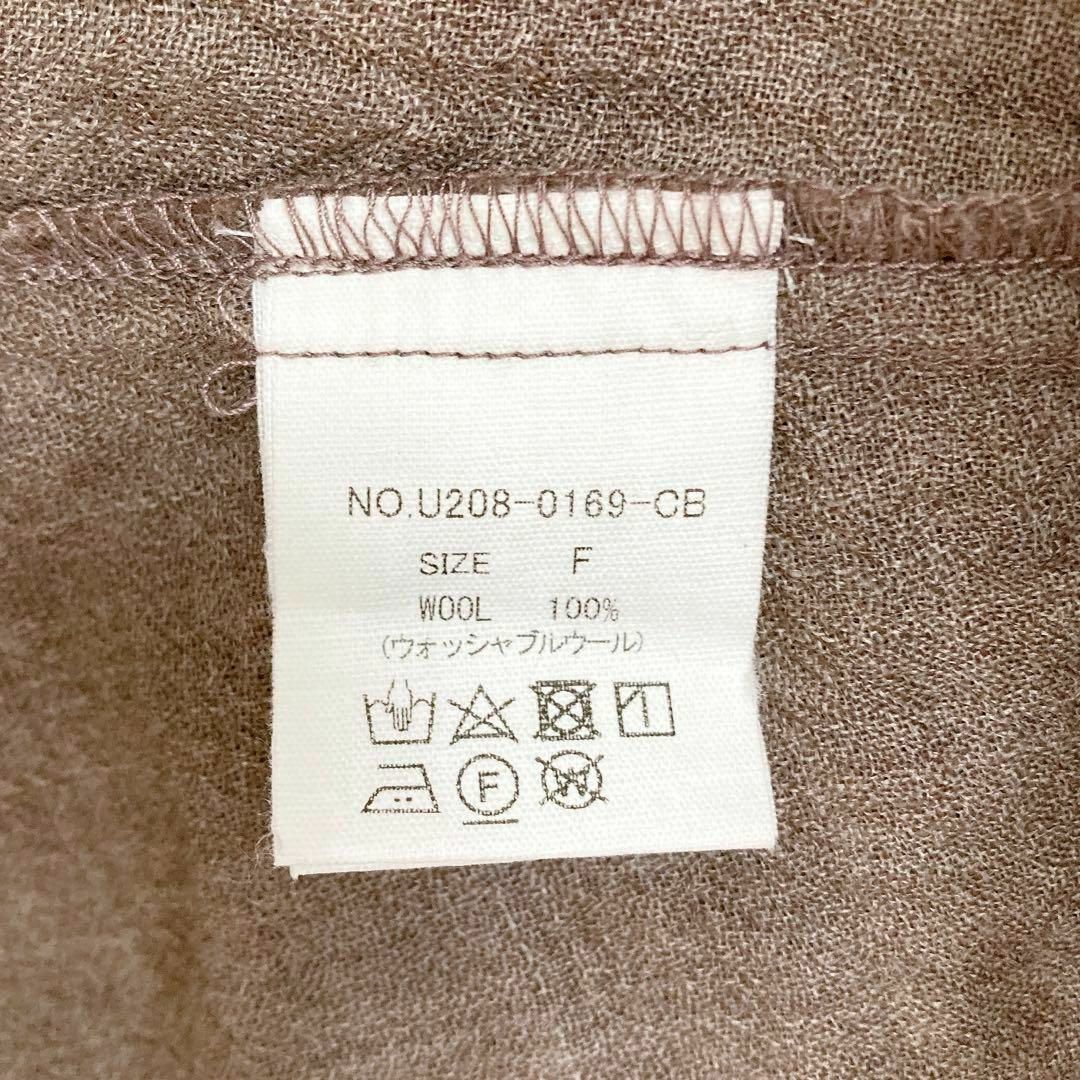 NO.U208-0169-CB
SIZE F
WOOL 100%
(ウォッシャブルウール)
F
W